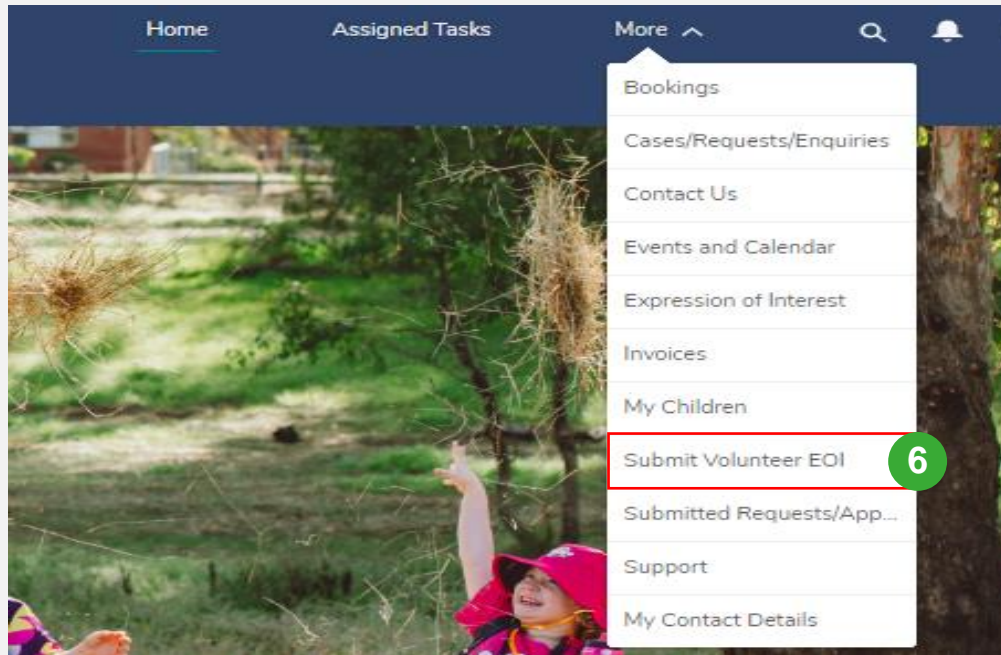 Home Assigned Tasks More
Bookings
Cases/Requests/Enquiries
Contact Us
Events and Calendar
Expression of Interest
Invoices
My Children
Submit Volunteer EOI 6
Submitted Requests/App...
Support
My Contact Details